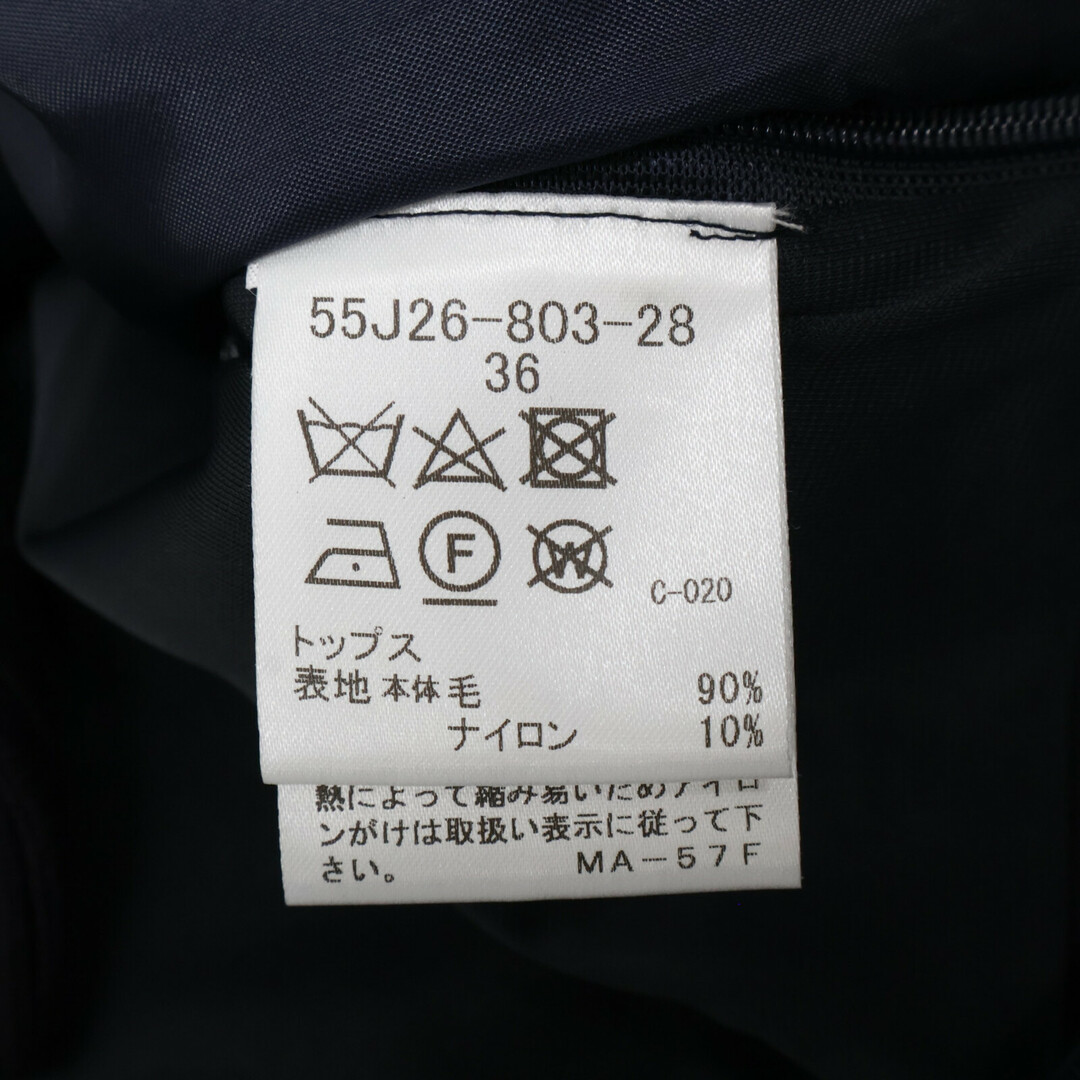 55J26-803-28
36
F
W
C-020
トップス
表地 本体 毛 90%
ナイロン 10%
熱によって縮み易いためアイロ
ンがけは取扱い表示に従って下
さい。 MA-57F